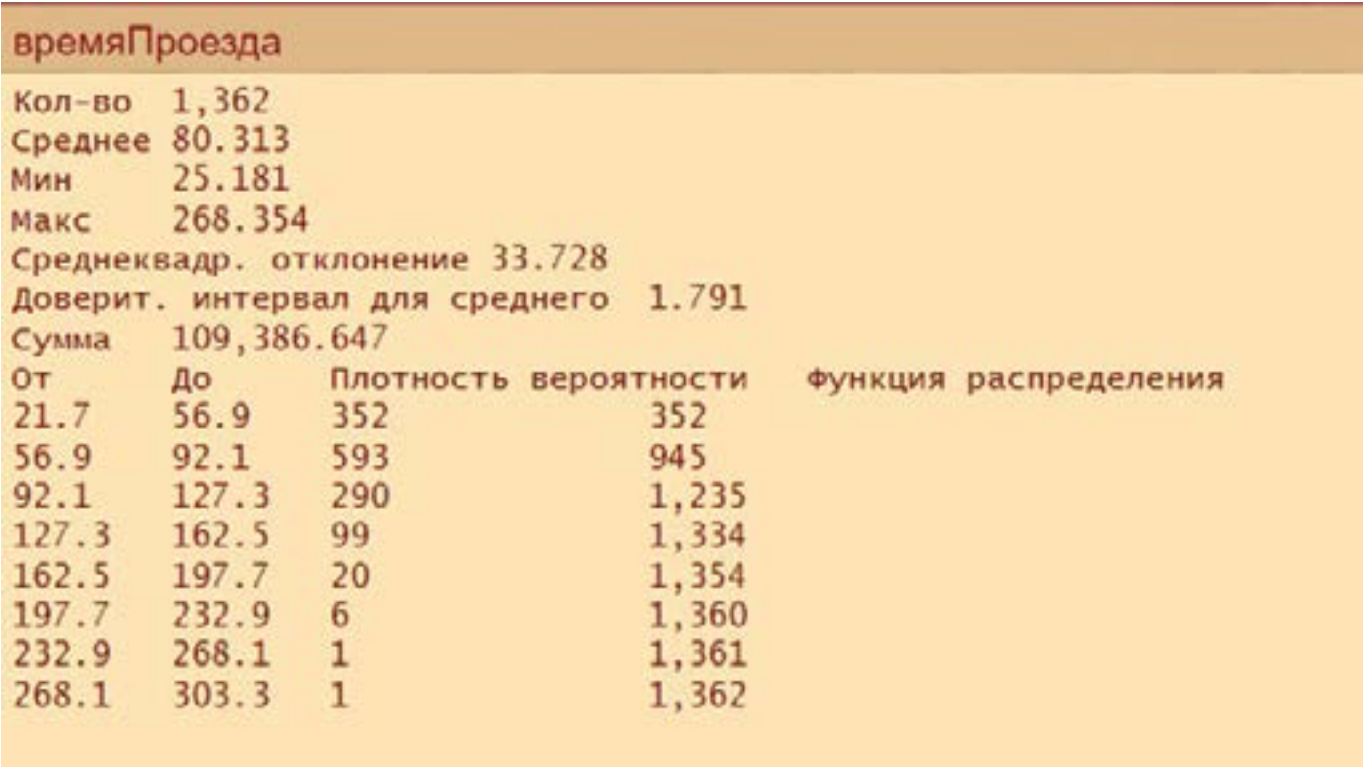 времяПроезда
Кол-во 1,362
Среднее 80.313
Мин 25.181
Макс 268.354
Среднеквадр. отклонение 33.728
Доверит. интервал для среднего 1.791
Сумма 109,386.647
От До Плотность вероятности Функция распределения
21.7 56.9 352 352
56.9 92.1 593 945
92.1 127.3 290 1,235
127.3 162.5 99 1,334
162.5 197.7 20 1,354
197.7 232.9 6 1,360
232.9 268.1 1 1,361
268.1 303.3 1 1,362